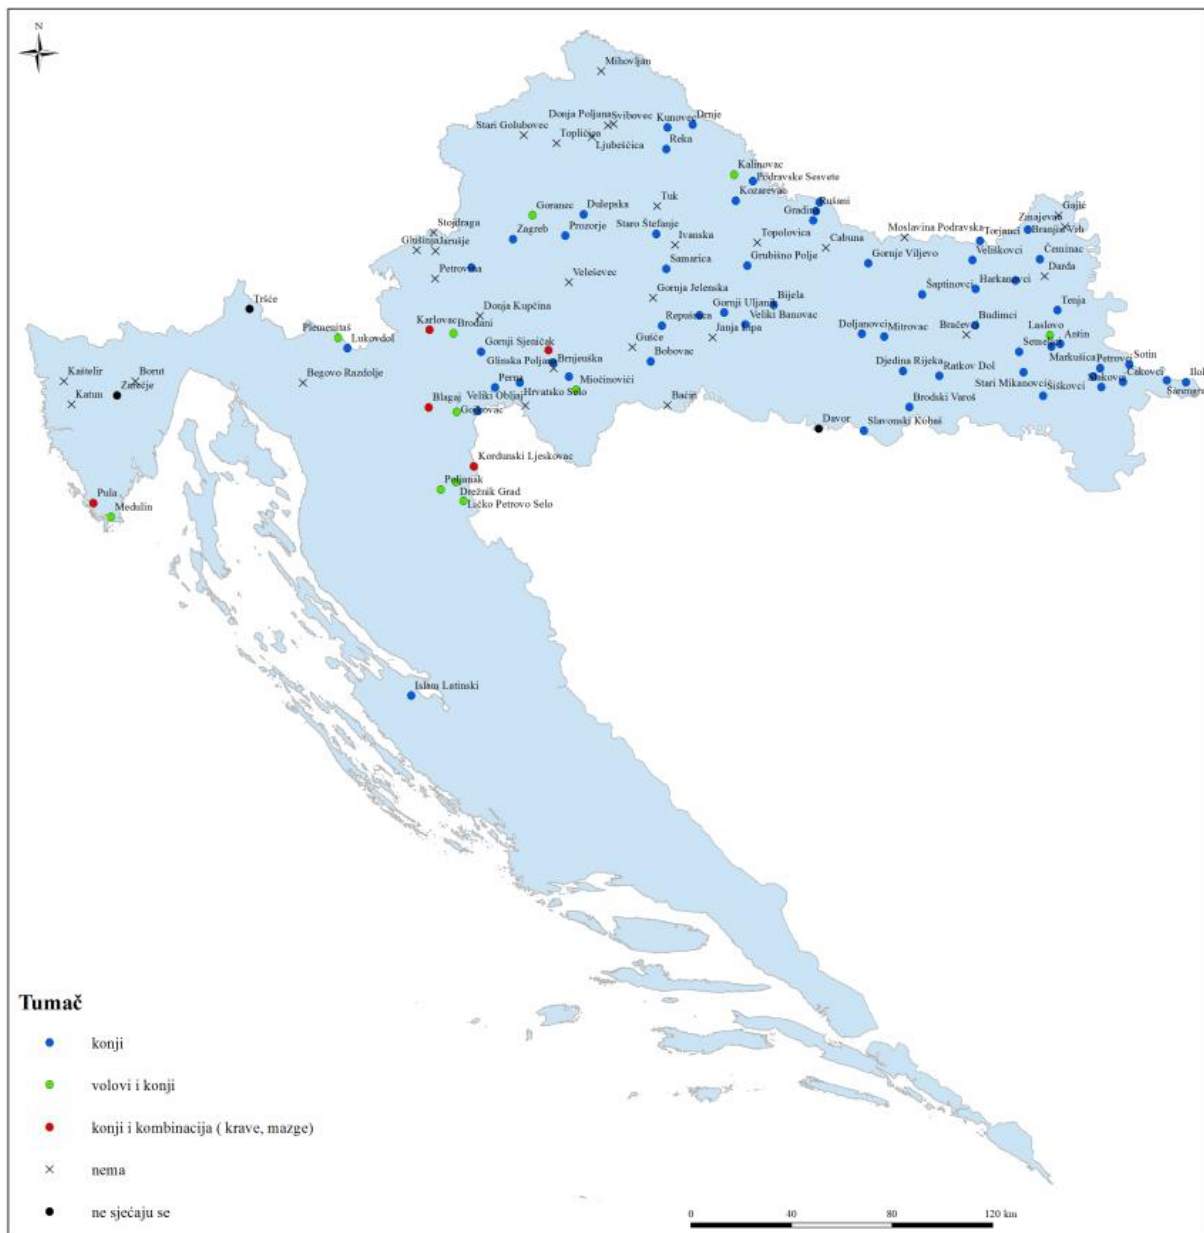 N
Mihovljan
Donja Poljana
Svibovec
Kunovec
Drnje
Stari Golubovec
Topličica
Ljubeščica
Reka
Kalinovac
Podravske Sesvete
Kozarevac
Tuk
Goranec
Dulepska
Rušani
Gradina
Gajić
Zmajevac
Stojdraga
Zagreb
Prozorje
Staro Štefanje
Ivanska
Topolovica
Cabuna
Moslavina Podravska
Torjanci
Branjin Vrh
Glušinja
Jarušje
Petrovina
Veleševec
Samarica
Grubišno Polje
Gornje Viljevo
Veliškovci
Čeminac
Darda
Šaptinovci
Harkanovci
Gornja Jelenska
Tršće
Donja Kupčina
Repušnica
Gornji Uljanik
Bijela
Tenja
Karlovac
Brođani
Veliki Banovac
Budimci
Plemenitaš
Lukovdol
Janja Lipa
Doljanovci
Mitrovac
Bračevci
Laslovo
Antin
Gornji Sjeničak
Gušće
Semeljci
Markušica
Glinska Poljana
Brnjeuška
Bobovac
Djedina Rijeka
Ratkov Dol
Petrovci
Sotin
Kaštelir
Borut
Begovo Razdolje
Perna
Miočinovići
Stari Mikanovci
Čakovci
Ilok
Zarečje
Katun
Veliki Obljaj
Hrvatsko Selo
Šiškovci
Šarengrad
Blagaj
Bačin
Brodski Varoš
Davor
Slavonski Kobaš
Kordunski Ljeskovac
Poljanak
Drežnik Grad
Ličko Petrovo Selo
Pula
Medulin
Islam Latinski
Tumač
konji
volovi i konji
konji i kombinacija ( krave, mazge)
nema
ne sjećaju se
0 40 80 120 km